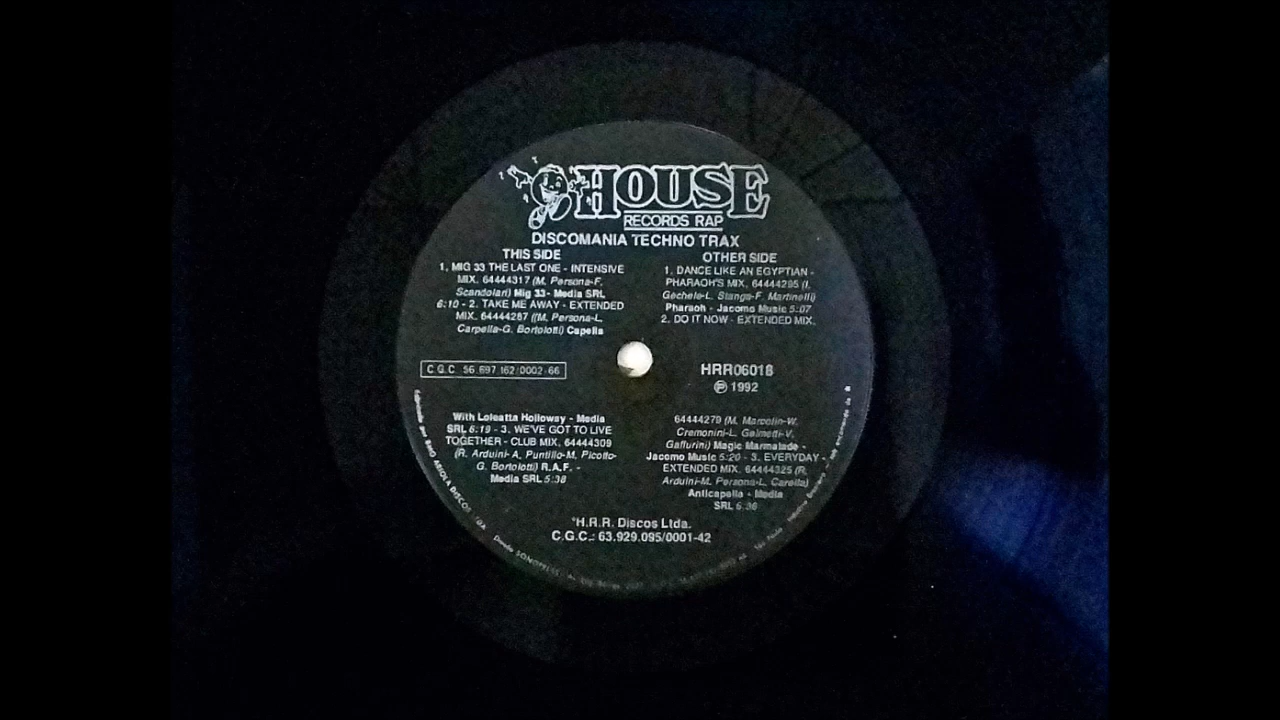 HOUSE
RECORDS RAP
DISCOMANIA TECHNO TRAX
THIS SIDE
1. MIG 33 THE LAST ONE - INTENSIVE
MIX. 64444317 (M. Persona-F.
Scandolari) Mig 33- Media SRL
6:10 - 2. TAKE ME AWAY - EXTENDED
MIX. 64444287 ((M. Persona-L.
Carpella-G. Bortolotti) Capella
With Loleatta Holloway - Media
SRL 6:19 - 3. WE'VE GOT TO LIVE
TOGETHER - CLUB MIX. 64444309
(R. Arduini-A. Puntillo-M. Picotto-
G. Bortolotti) R.A.F. -
Media SRL 5:38
OTHER SIDE
1. DANCE LIKE AN EGYPTIAN -
PHARAOH'S MIX. 64444295 (I.
Gechele-L. Stanga-F. Martinelli)
Pharaoh - Jacomo Music 5:07
2. DO IT NOW - EXTENDED MIX.
64444279 (M. Marcolin-W.
Cremonini-L. Galmetti-V.
Gaffurini) Magic Marmalade -
Jacomo Music 5:20 - 3. EVERYDAY -
EXTENDED MIX. 64444325 (R.
Arduini-M. Persona-L. Carella)
Anticapella - Media
SRL 6:36
C.G.C. 56.697.162/0002-66
HRR06018
℗ 1992
*H.R.R. Discos Ltda.
C.G.C.: 63.929.095/0001-42
ARIOLA DISCOS LTDA.